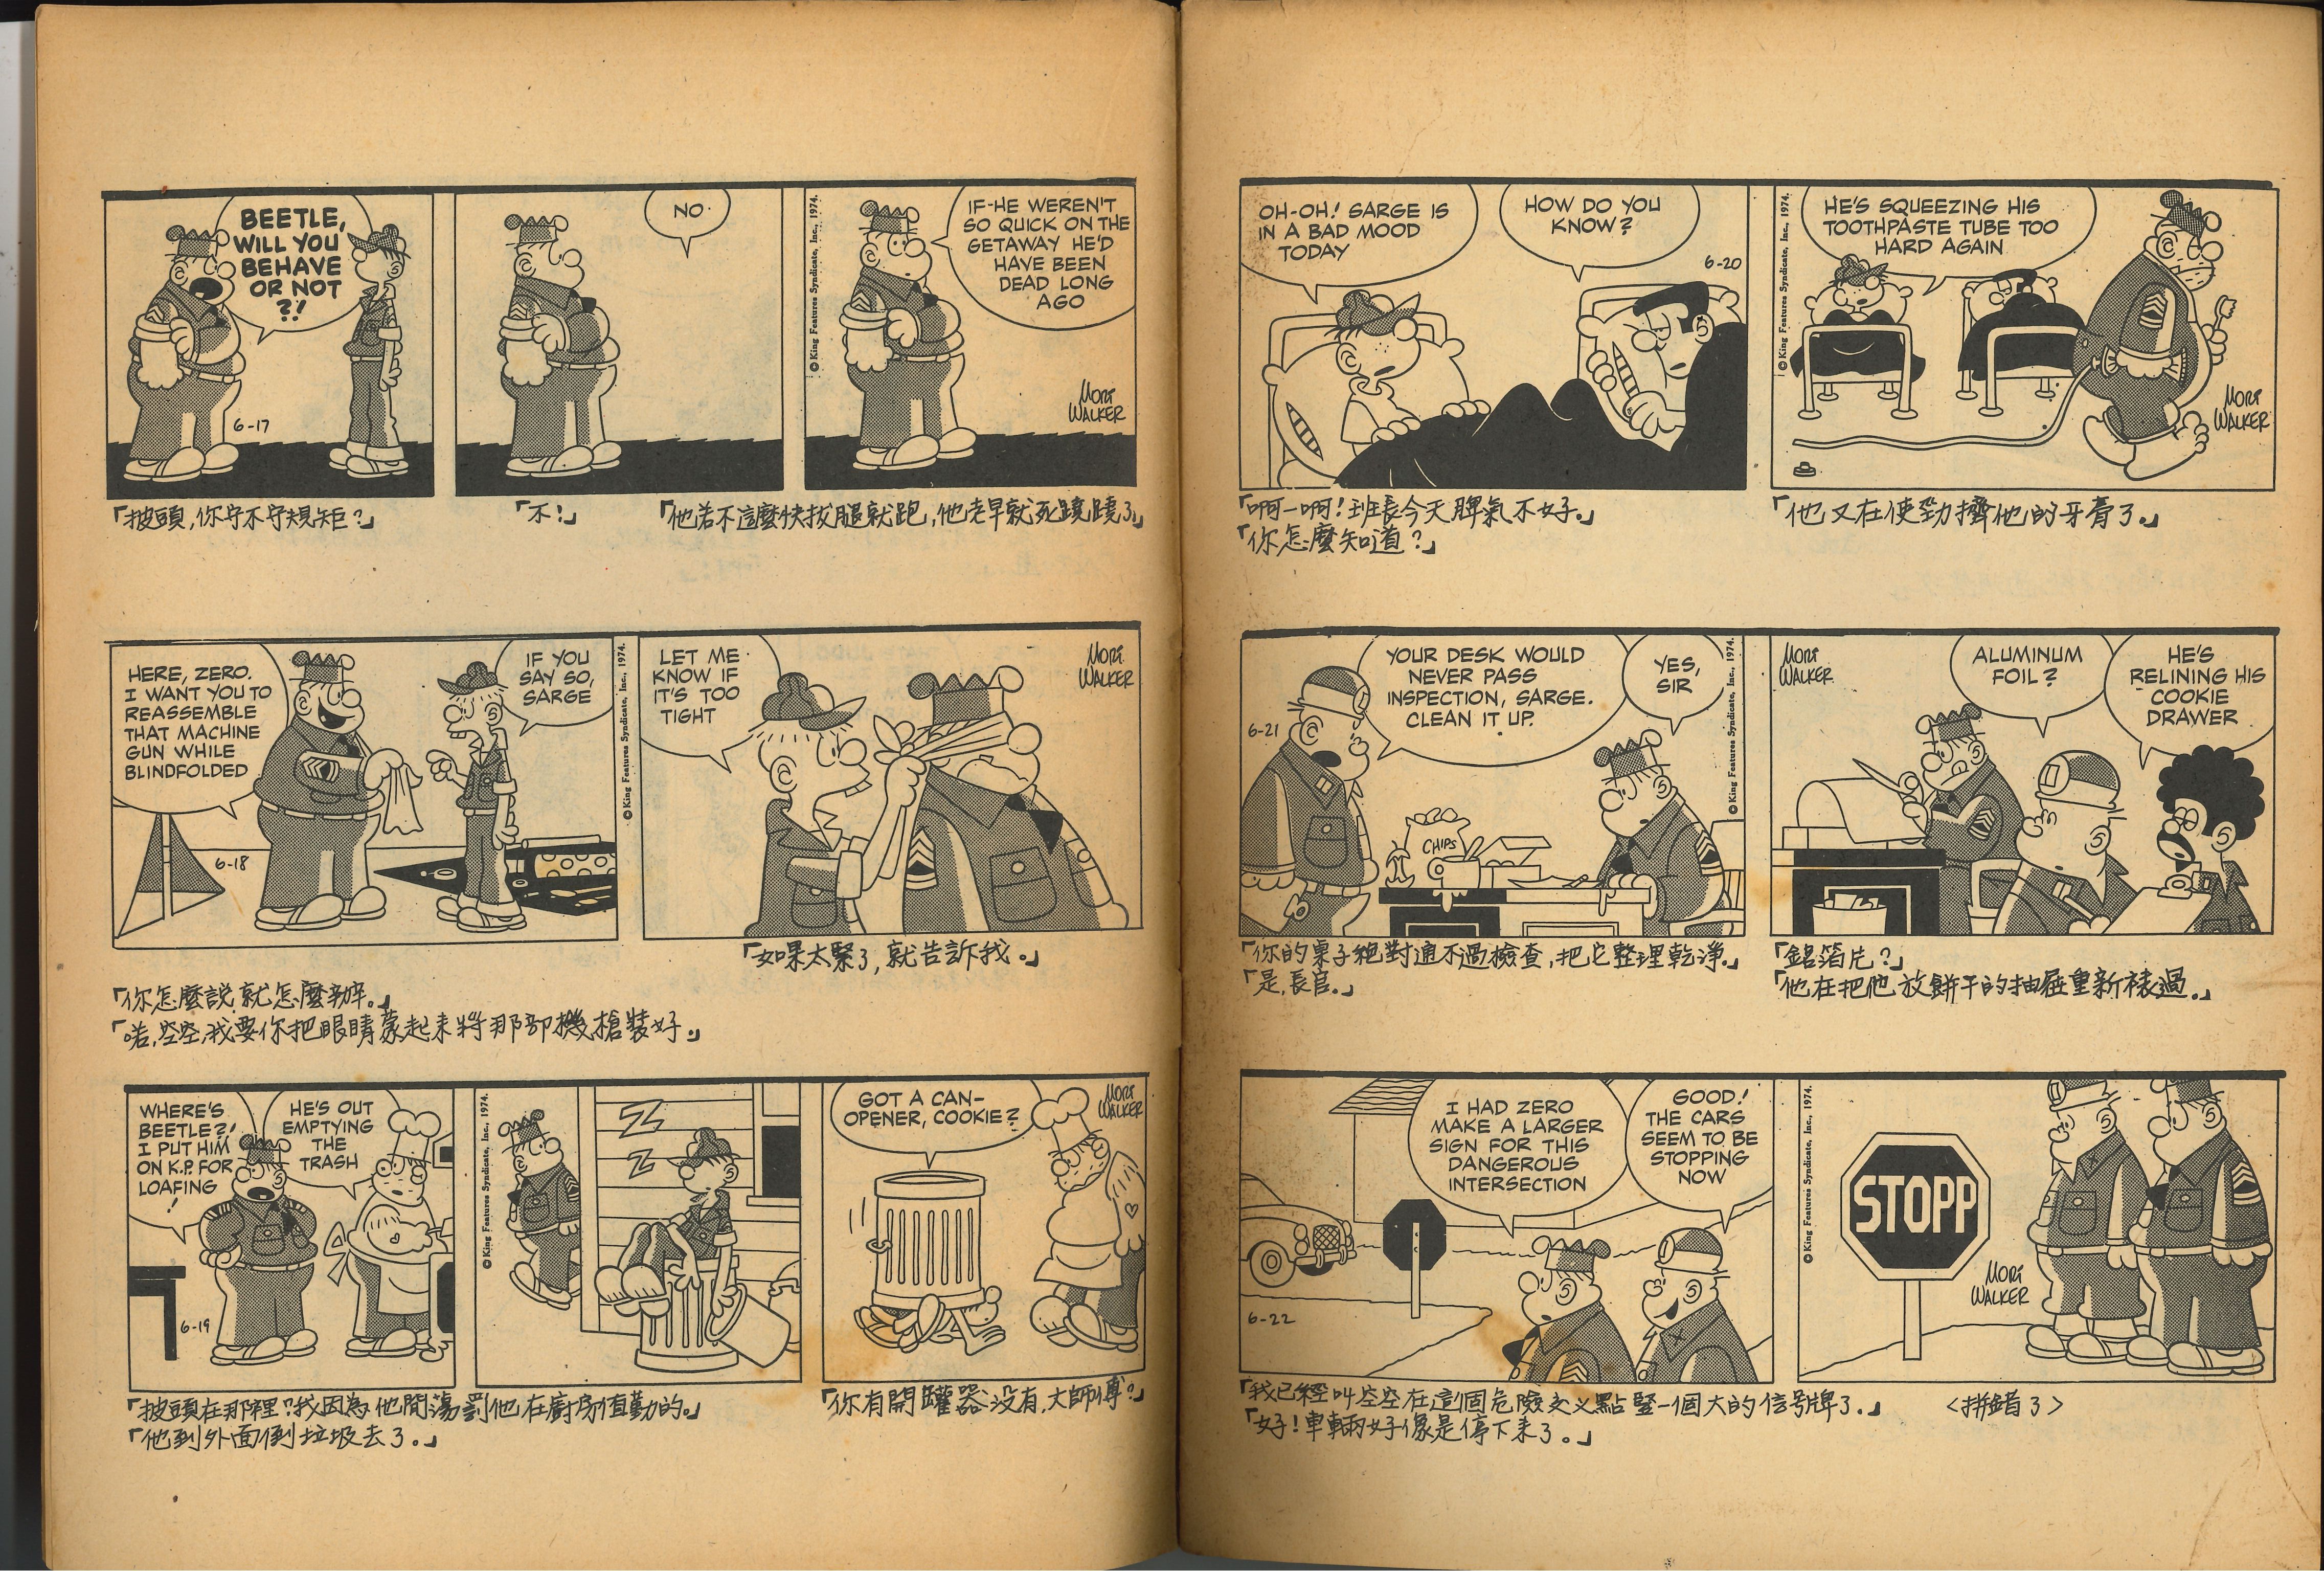 BEETLE,
WILL YOU
BEHAVE
OR NOT
?!
6-17
NO.
© King Features Syndicate, Inc., 1974.
IF HE WEREN'T
SO QUICK ON THE
GETAWAY HE'D
HAVE BEEN
DEAD LONG
AGO
MORT
WALKER
「披頭,你守不守規矩?」
「不!」
「他若不這麼快拔腿就跑,他老早就死蹺蹺了」
HERE, ZERO.
I WANT YOU TO
REASSEMBLE
THAT MACHINE
GUN WHILE
BLINDFOLDED
IF YOU
SAY SO,
SARGE
6-18
© King Features Syndicate, Inc., 1974.
LET ME
KNOW IF
IT'S TOO
TIGHT
MORT
WALKER
「如果太緊了,就告訴我。」
「你怎麼說就怎麼辦。」
「喏,空空,我要你把眼睛蒙起來將那部機槍裝好。」
WHERE'S
BEETLE?!
I PUT HIM
ON K.P. FOR
LOAFING
!
HE'S OUT
EMPTYING
THE
TRASH
6-19
© King Features Syndicate, Inc., 1974.
Z
Z
GOT A CAN-
OPENER, COOKIE?
MORT
WALKER
「披頭在那裡?我因為他閒蕩罰他在廚房值勤的。」
「他到外面倒垃圾去了。」
「你有開罐器没有,大師傅?」
OH-OH! SARGE IS
IN A BAD MOOD
TODAY
HOW DO YOU
KNOW?
6-20
© King Features Syndicate, Inc., 1974.
HE'S SQUEEZING HIS
TOOTHPASTE TUBE TOO
HARD AGAIN
MORT
WALKER
「啊—啊!班長今天脾氣不好。」
「你怎麼知道?」
「他又在使勁擠他的牙膏了。」
6-21
YOUR DESK WOULD
NEVER PASS
INSPECTION, SARGE.
CLEAN IT UP.
YES,
SIR
CHIPS
© King Features Syndicate, Inc., 1974.
MORT
WALKER
ALUMINUM
FOIL?
HE'S
RELINING HIS
COOKIE
DRAWER
「你的桌子絕對通不過檢查,把它整理乾淨。」
「是,長官。」
「鋁箔片?」
「他在把他放餅干的抽屜重新裱過。」
I HAD ZERO
MAKE A LARGER
SIGN FOR THIS
DANGEROUS
INTERSECTION
GOOD!
THE CARS
SEEM TO BE
STOPPING
NOW
6-22
© King Features Syndicate, Inc., 1974.
STOPP
MORT
WALKER
「我已經叫空空在這個危險交义點豎一個大的信号牌了。」
「好!車輛好像是停下来了。」
<拼錯了>